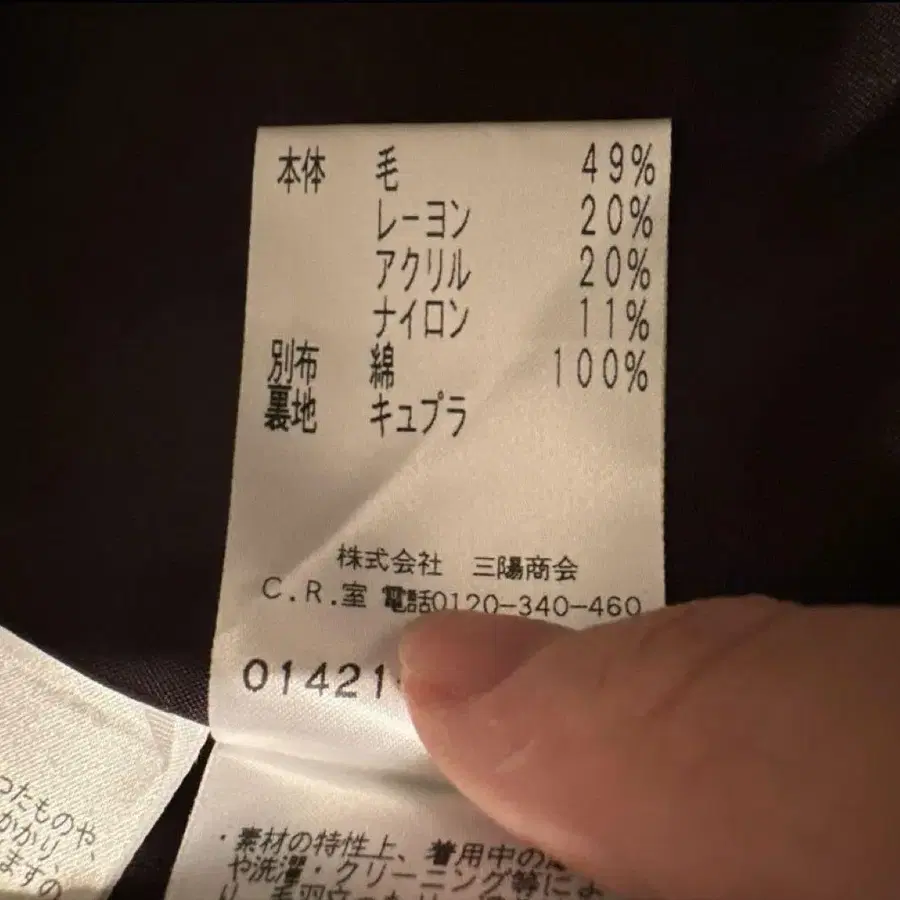 本体 毛 49%
レーヨン 20%
アクリル 20%
ナイロン 11%
別布 綿 100%
裏地 キュプラ
株式会社 三陽商会
C.R.室 電話0120-340-460
01421
・素材の特性上、着用中の
や洗濯・クリーニング等によ
り、毛羽立
ったものや、
かかり、
ますの